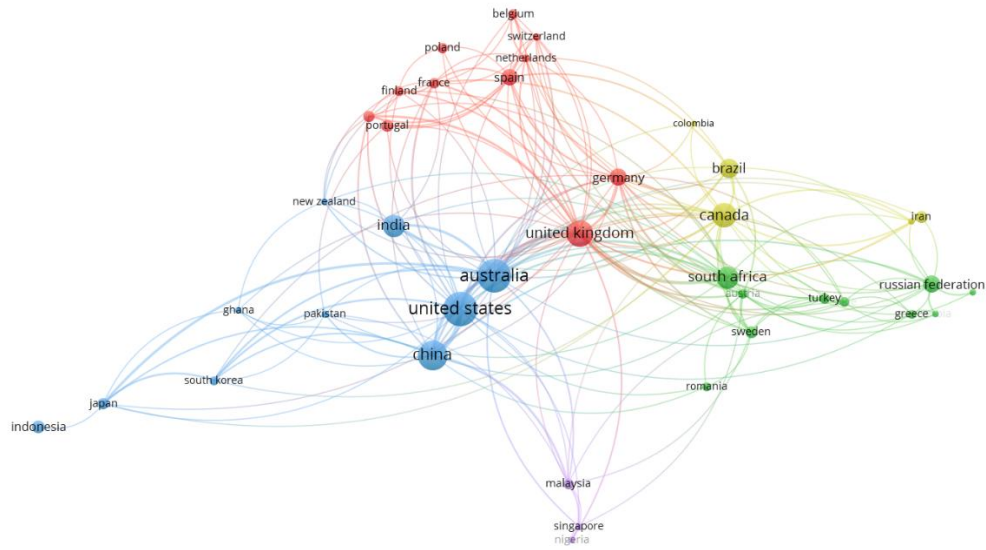 belgium
switzerland
poland
netherlands
spain
france
finland
portugal
colombia
brazil
germany
new zealand
canada
iran
india
united kingdom
australia
south africa
russian federation
austria
turkey
united states
ghana
pakistan
greece
sweden
china
south korea
romania
japan
indonesia
malaysia
singapore
nigeria